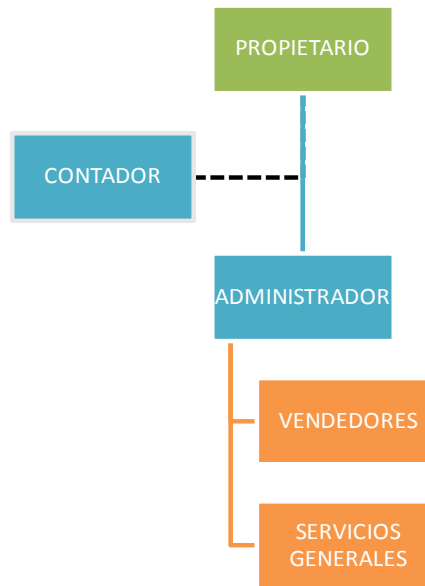 PROPIETARIO
CONTADOR
ADMINISTRADOR
VENDEDORES
SERVICIOS
GENERALES